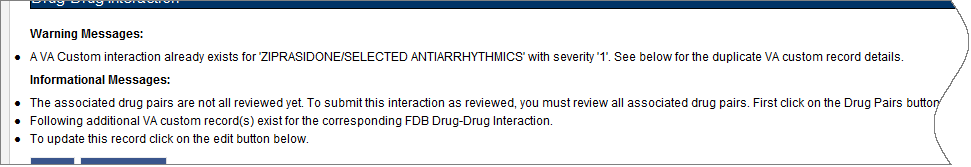 Drug-Drug Interaction
Warning Messages:
A VA Custom interaction already exists for 'ZIPRASIDONE/SELECTED ANTIARRHYTHMICS' with severity '1'. See below for the duplicate VA custom record details.
Informational Messages:
The associated drug pairs are not all reviewed yet. To submit this interaction as reviewed, you must review all associated drug pairs. First click on the Drug Pairs button
Following additional VA custom record(s) exist for the corresponding FDB Drug-Drug Interaction.
To update this record click on the edit button below.